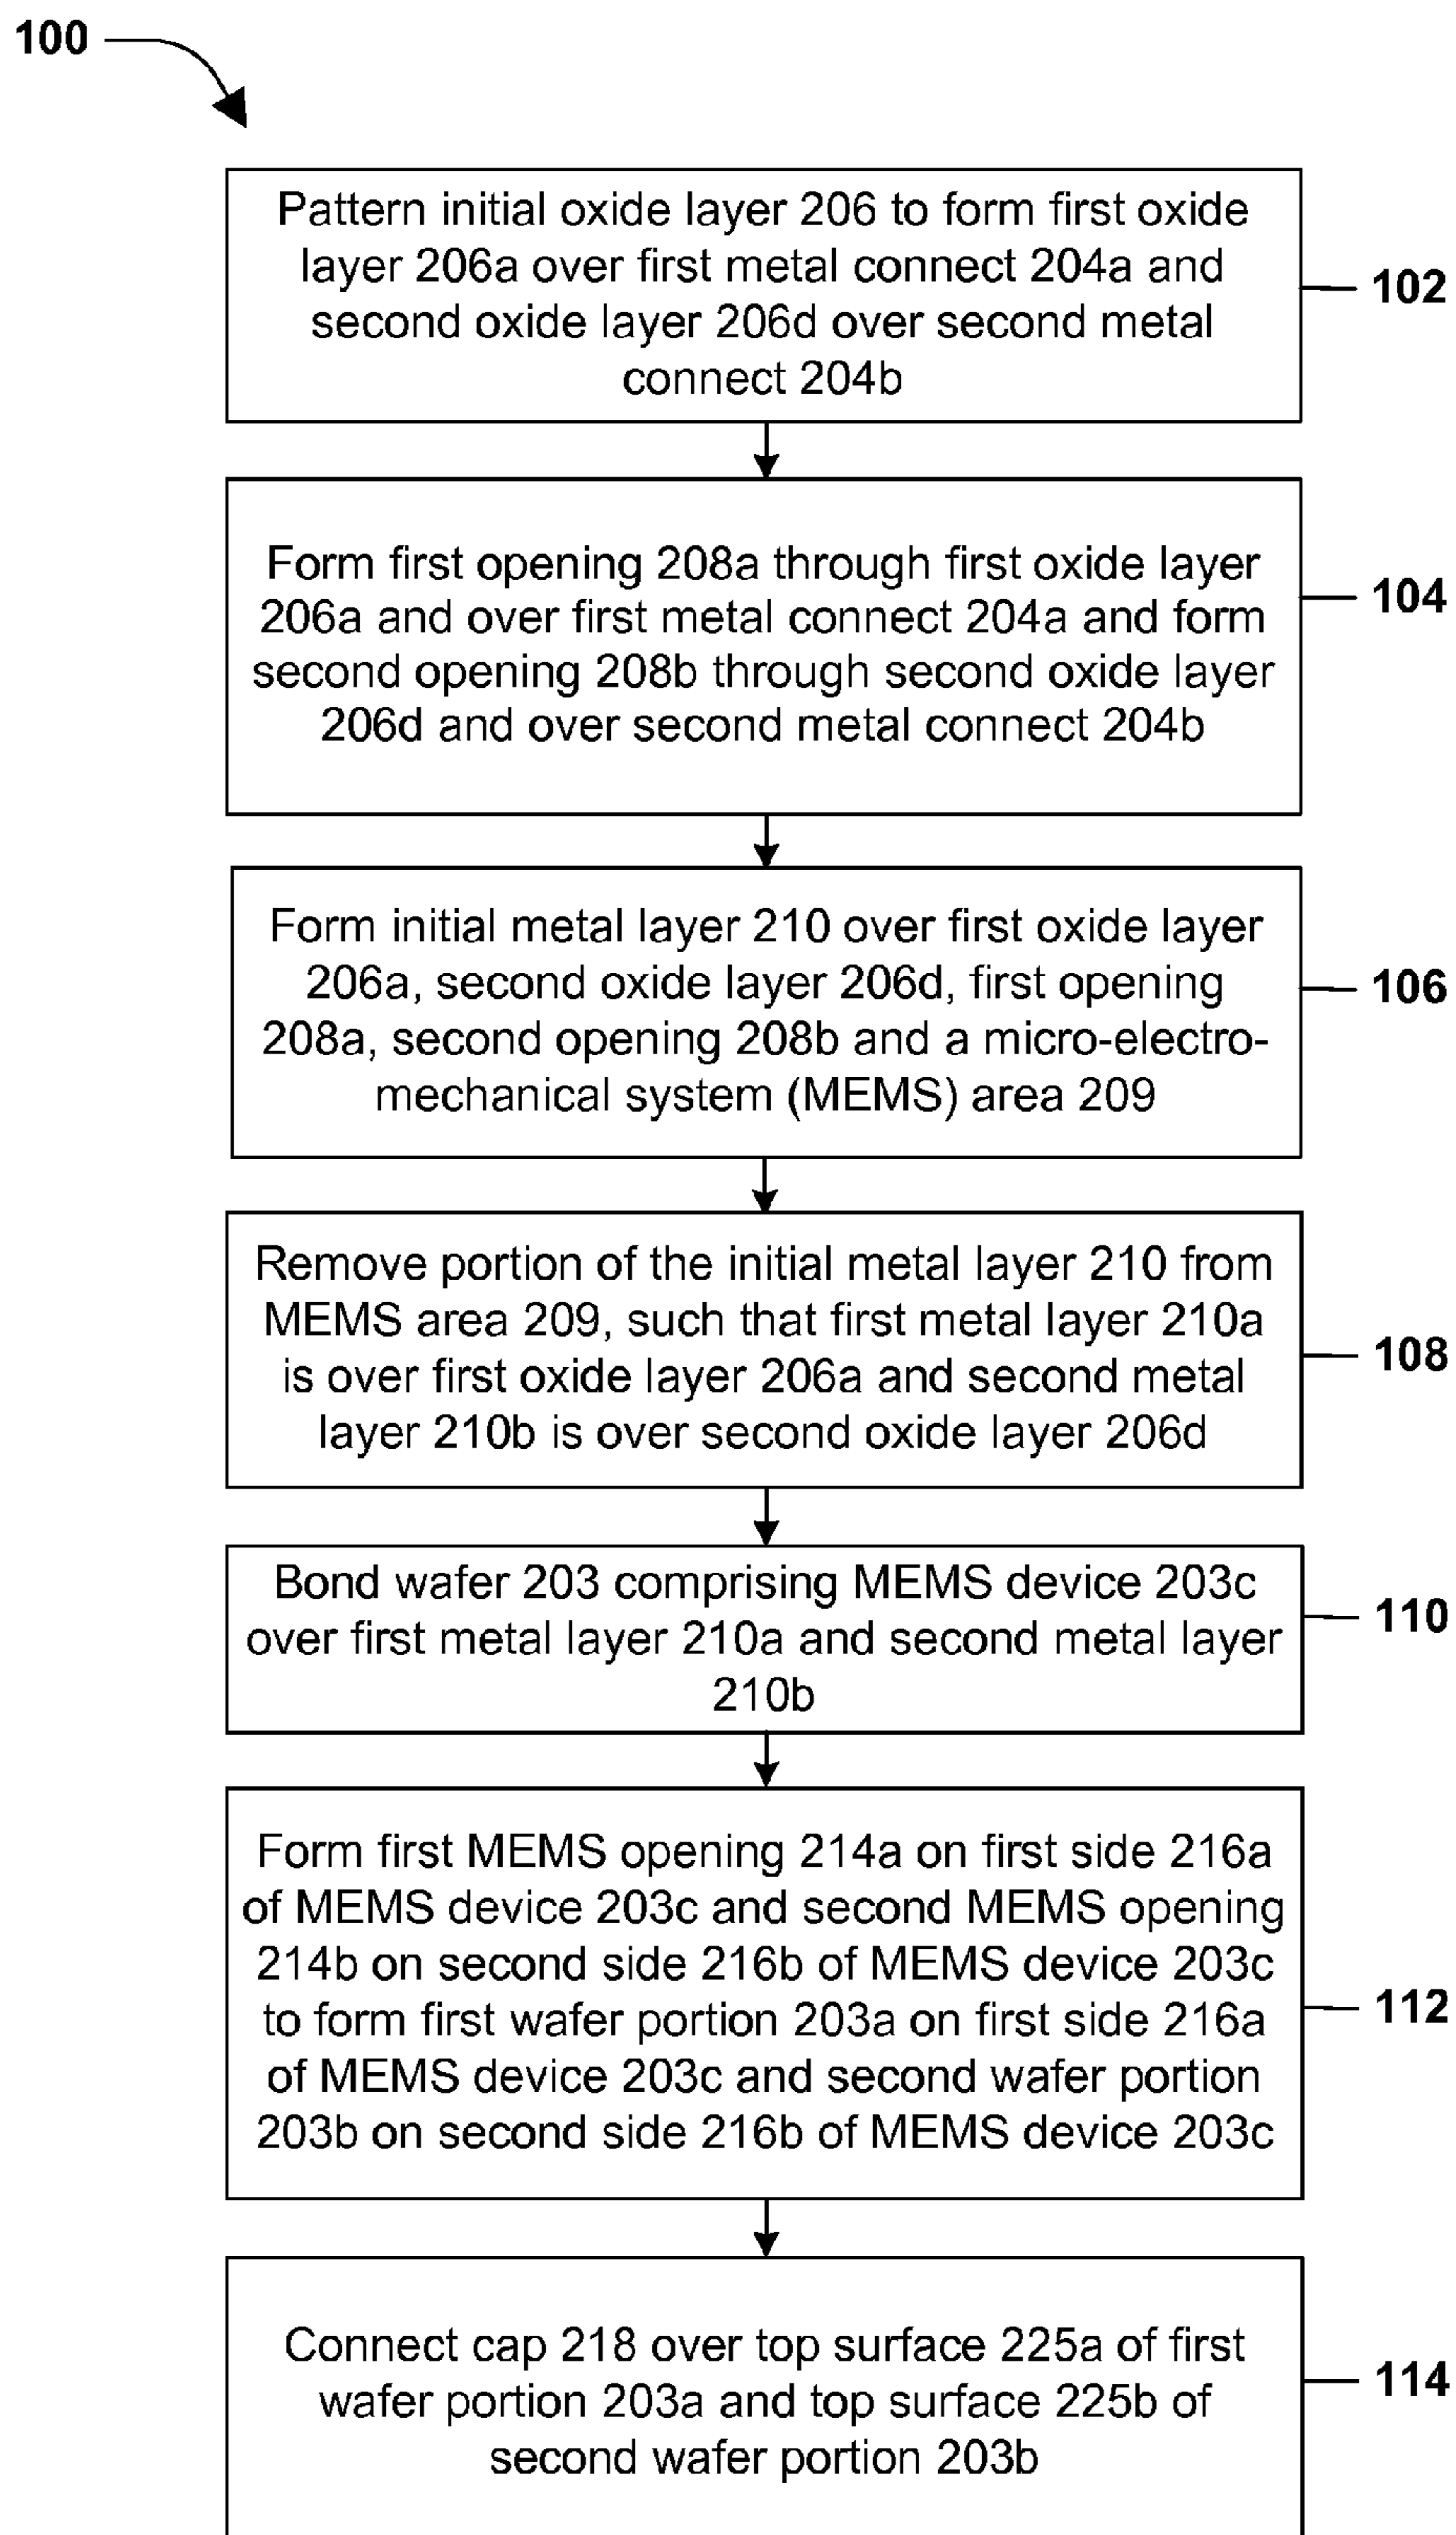 100
Pattern initial oxide layer 206 to form first oxide
layer 206a over first metal connect 204a and
second oxide layer 206d over second metal
connect 204b
102
Form first opening 208a through first oxide layer
206a and over first metal connect 204a and form
second opening 208b through second oxide layer
206d and over second metal connect 204b
104
Form initial metal layer 210 over first oxide layer
206a, second oxide layer 206d, first opening
208a, second opening 208b and a micro-electro-
mechanical system (MEMS) area 209
106
Remove portion of the initial metal layer 210 from
MEMS area 209, such that first metal layer 210a
is over first oxide layer 206a and second metal
layer 210b is over second oxide layer 206d
108
Bond wafer 203 comprising MEMS device 203c
over first metal layer 210a and second metal layer
210b
110
Form first MEMS opening 214a on first side 216a
of MEMS device 203c and second MEMS opening
214b on second side 216b of MEMS device 203c
to form first wafer portion 203a on first side 216a
of MEMS device 203c and second wafer portion
203b on second side 216b of MEMS device 203c
112
Connect cap 218 over top surface 225a of first
wafer portion 203a and top surface 225b of
second wafer portion 203b
114